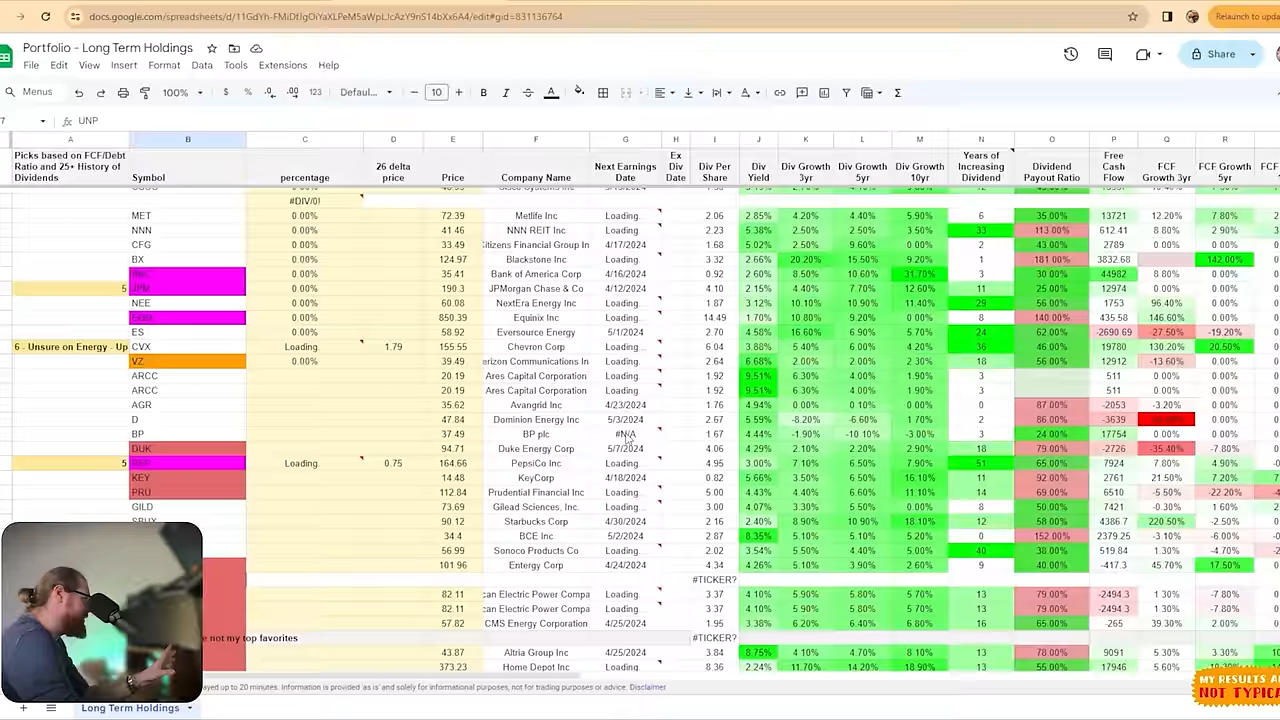 docs.google.com/spreadsheets/d/11GdYh-FMiDtIgOiYaXLPeM5aWpLlcAzY9riS14bXx6A4/edit#gid=831136764 Relaunch to upda
Portfolio - Long Term Holdings
File Edit View Insert Format Data Tools Extensions Help Share
Menus 100% $ % .0 .00 123 Defaul... − 10 + B I A
UNP
A B C D E F G H I J K L M N O P Q R
Picks based on FCF/Debt Ratio and 25+ History of Dividends Symbol percentage 26 delta price Price Company Name Next Earnings Date Ex Div Date Div Per Share Div Yield Div Growth 3yr Div Growth 5yr Div Growth 10yr Years of Increasing Dividend Dividend Payout Ratio Free Cash Flow FCF Growth 3yr FCF Growth 5yr
#DIV/0!
MET 0.00% 72.39 Metlife Inc Loading... 2.06 2.85% 4.20% 4.40% 5.90% 6 35.00% 13721 12.20% 7.80%
NNN 0.00% 41.46 NNN REIT Inc Loading... 2.23 5.38% 2.50% 2.50% 3.50% 33 113.00% 612.41 8.80% 2.90%
CFG 0.00% 33.49 Citizens Financial Group In 4/17/2024 1.68 5.02% 2.50% 9.60% 0.00% 2 43.00% 2789 0.00% 0.00%
BX 0.00% 124.97 Blackstone Inc Loading... 3.32 2.66% 20.20% 15.50% 9.20% 1 181.00% 3832.68 142.00%
0.00% 35.41 Bank of America Corp 4/16/2024 0.92 2.60% 8.50% 10.60% 31.70% 3 30.00% 44982 8.80% 0.00%
5 JPM 0.00% 190.3 JPMorgan Chase & Co 4/12/2024 4.10 2.15% 4.40% 7.70% 12.60% 11 25.00% 12974 0.00% 0.00%
NEE 0.00% 60.08 NextEra Energy Inc Loading... 1.87 3.12% 10.10% 10.90% 11.40% 29 56.00% 1753 96.40% 0.00%
0.00% 850.39 Equinix Inc Loading... 14.49 1.70% 10.80% 9.20% 0.00% 8 140.00% 435.58 146.60% 0.00%
ES 0.00% 58.92 Eversource Energy 5/1/2024 2.70 4.58% 16.60% 6.90% 5.70% 24 62.00% -2690.69 27.50% -19.20%
6 - Unsure on Energy - Up CVX Loading... 1.79 155.55 Chevron Corp Loading... 6.04 3.88% 5.40% 6.00% 4.20% 36 46.00% 19780 130.20% 20.50%
VZ 0.00% 39.49 erizon Communications In Loading... 2.64 6.68% 2.00% 2.00% 2.30% 18 56.00% 12912 -13.60% 0.00%
ARCC 20.19 Ares Capital Corporation Loading... 1.92 9.51% 6.30% 4.00% 1.90% 3 511 0.00% 0.00%
ARCC 20.19 Ares Capital Corporation Loading... 1.92 9.51% 6.30% 4.00% 1.90% 3 511 0.00% 0.00%
AGR 35.62 Avangrid Inc 4/23/2024 1.76 4.94% 0.00% 0.10% 0.00% 0 87.00% -2053 -3.20% 0.00%
D 47.84 Dominion Energy Inc 5/3/2024 2.67 5.59% -8.20% -6.60% 1.70% 0 86.00% -3639 0.00%
BP 37.49 BP plc #N/A 1.67 4.44% -1.90% -10.10% -3.00% 3 24.00% 17754 0.00% 0.00%
DUK 94.71 Duke Energy Corp 5/7/2024 4.06 4.29% 2.10% 2.20% 2.90% 18 79.00% -2726 -35.40% -7.80%
5 Loading... 0.75 164.66 PepsiCo Inc Loading... 4.95 3.00% 7.10% 6.50% 7.90% 51 65.00% 7924 7.80% 4.90%
KEY 14.48 KeyCorp 4/18/2024 0.82 5.66% 3.50% 7.50% 16.10% 11 92.00% 2761 21.50% 7.20%
PRU 112.84 Prudential Financial Inc Loading... 5.00 4.43% 4.40% 6.60% 11.10% 14 69.00% 6510 -5.50% -22.20%
GILD 73.69 Gilead Sciences, Inc. Loading... 3.00 4.07% 3.30% 5.60% 0.00% 8 50.00% 7421 -0.30% 1.60%
SBUX 90.12 Starbucks Corp 4/30/2024 2.16 2.40% 8.90% 10.90% 18.10% 12 58.00% 4386.7 220.50% -2.50%
34.4 BCE Inc 5/2/2024 2.87 8.35% 5.10% 5.10% 5.20% 0 152.00% 2379.25 -3.10% -6.00%
56.99 Sonoco Products Co Loading... 2.02 3.54% 5.50% 4.40% 5.00% 40 38.00% 519.84 1.30% -4.70%
101.96 Entergy Corp 4/24/2024 4.34 4.26% 5.10% 3.90% 2.60% 9 40.00% 45.70% 17.50%
#TICKER?
82.11 can Electric Power Compa Loading... 3.37 4.10% 5.90% 5.80% 5.70% 13 79.00% -2494.3 1.30% -7.80%
82.11 can Electric Power Compa Loading... 3.37 4.10% 5.90% 5.80% 5.70% 13 79.00% -2494.3 1.30% -7.80%
57.82 CMS Energy Corporation 4/25/2024 1.95 3.38% 6.20% 6.40% 6.80% 16 65.00% -265 39.30% 2.00%
e not my top favorites #TICKER?
43.87 Altria Group Inc 4/25/2024 3.84 8.75% 4.10% 4.70% 8.10% 13 78.00% 9091 5.30% 3.00%
373.23 Home Depot Inc Loading... 8.36 2.24% 11.70% 14.20% 18.90% 13 55.00% 17946 5.60%
ayed up to 20 minutes. Information is provided 'as is' and solely for informational purposes, not for trading purposes or advice. Disclaimer
Long Term Holdings
MY RESULTS A
NOT TYPICA